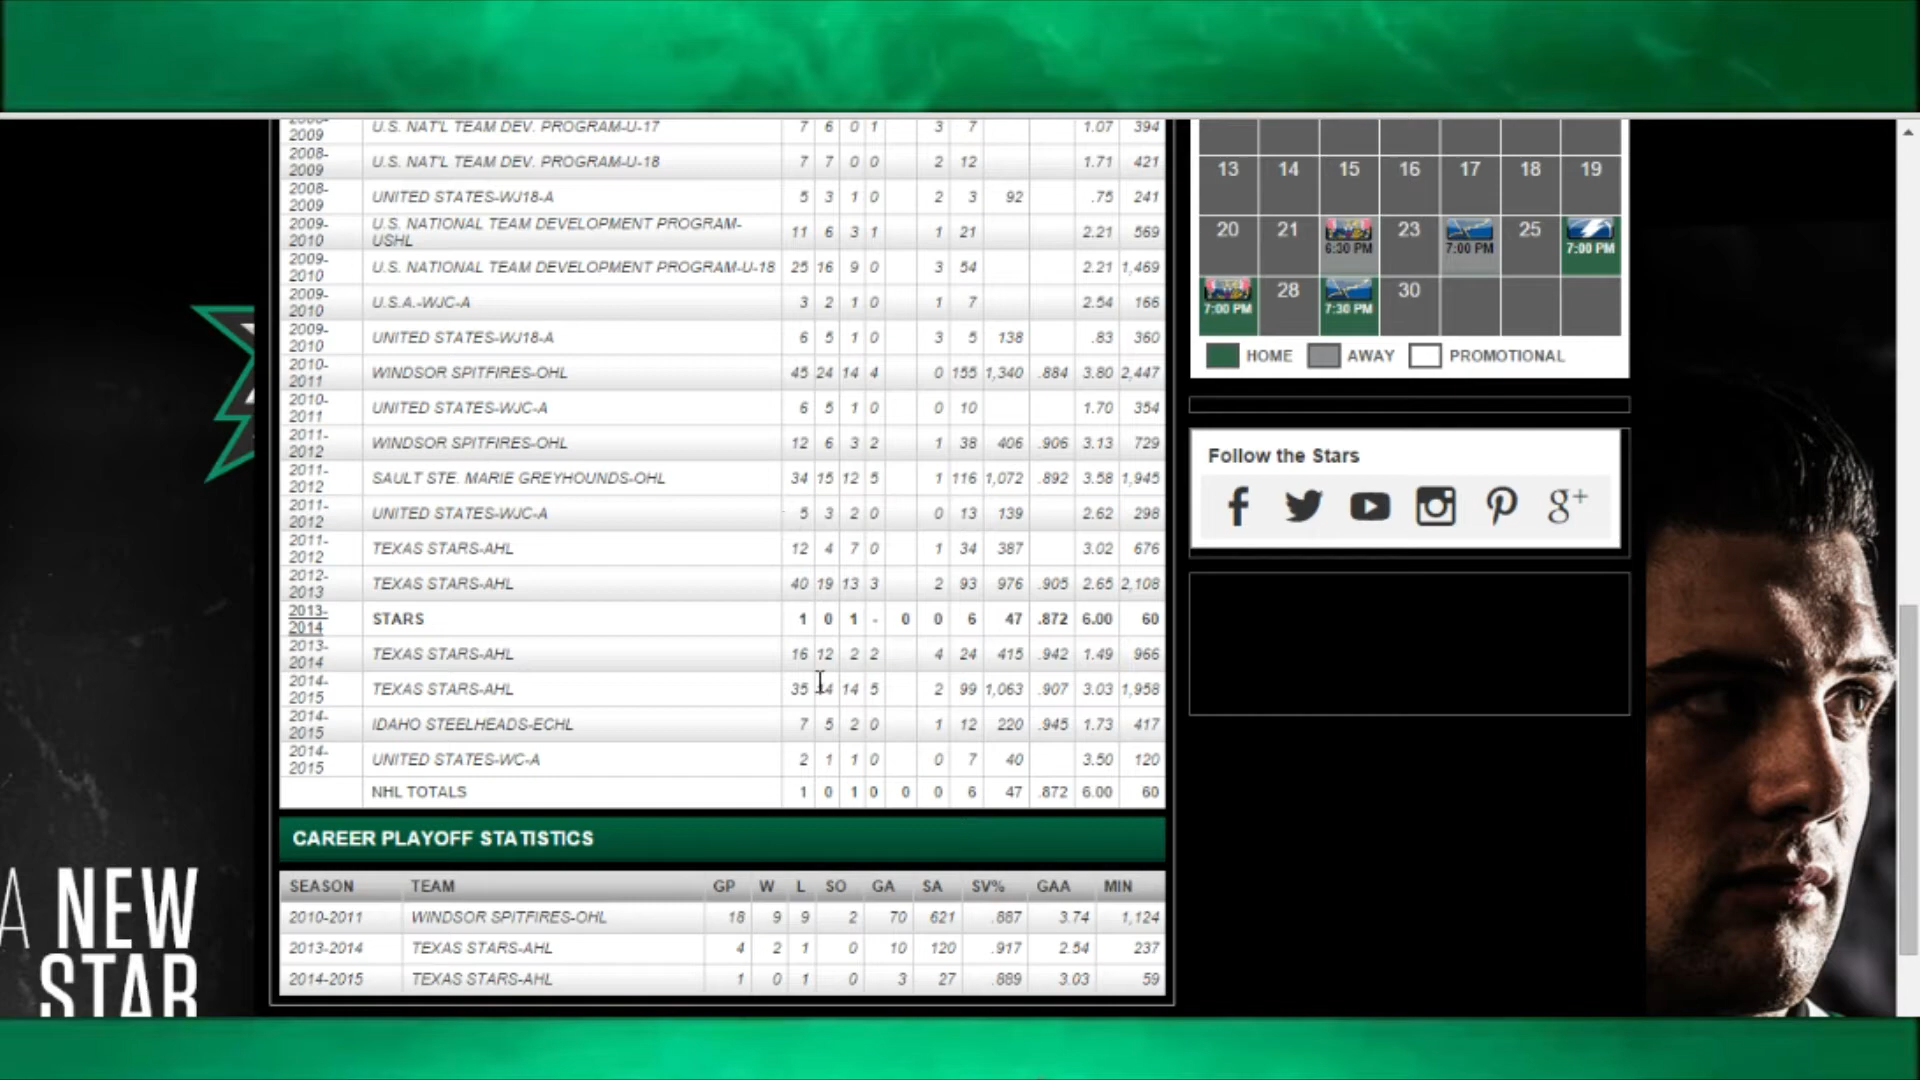 2009 U.S. NAT'L TEAM DEV. PROGRAM-U-17 7 6 0 1 3 7 1.07 394
2008-2009 U.S. NAT'L TEAM DEV. PROGRAM-U-18 7 7 0 0 2 12 1.71 421
2008-2009 UNITED STATES-WJ18-A 5 3 1 0 2 3 92 .75 241
2009-2010 U.S. NATIONAL TEAM DEVELOPMENT PROGRAM-USHL 11 6 3 1 1 21 2.21 569
2009-2010 U.S. NATIONAL TEAM DEVELOPMENT PROGRAM-U-18 25 16 9 0 3 54 2.21 1,469
2009-2010 U.S.A.-WJC-A 3 2 1 0 1 7 2.54 166
2009-2010 UNITED STATES-WJ18-A 6 5 1 0 3 5 138 .83 360
2010-2011 WINDSOR SPITFIRES-OHL 45 24 14 4 0 155 1,340 .884 3.80 2,447
2010-2011 UNITED STATES-WJC-A 6 5 1 0 0 10 1.70 354
2011-2012 WINDSOR SPITFIRES-OHL 12 6 3 2 1 38 406 .906 3.13 729
2011-2012 SAULT STE. MARIE GREYHOUNDS-OHL 34 15 12 5 1 116 1,072 .892 3.58 1,945
2011-2012 UNITED STATES-WJC-A 5 3 2 0 0 13 139 2.62 298
2011-2012 TEXAS STARS-AHL 12 4 7 0 1 34 387 3.02 676
2012-2013 TEXAS STARS-AHL 40 19 13 3 2 93 976 .905 2.65 2,108
2013-2014 STARS 1 0 1 - 0 0 6 47 .872 6.00 60
2013-2014 TEXAS STARS-AHL 16 12 2 2 4 24 415 .942 1.49 966
2014-2015 TEXAS STARS-AHL 35 14 5 2 99 1,063 .907 3.03 1,958
2014-2015 IDAHO STEELHEADS-ECHL 7 5 2 0 1 12 220 .945 1.73 417
2014-2015 UNITED STATES-WC-A 2 1 1 0 0 7 40 3.50 120
NHL TOTALS 1 0 1 0 0 0 6 47 .872 6.00 60
CAREER PLAYOFF STATISTICS
SEASON TEAM GP W L SO GA SA SV% GAA MIN
2010-2011 WINDSOR SPITFIRES-OHL 18 9 9 2 70 621 .887 3.74 1,124
2013-2014 TEXAS STARS-AHL 4 2 1 0 10 120 .917 2.54 237
2014-2015 TEXAS STARS-AHL 1 0 1 0 3 27 .889 3.03 59
13 14 15 16 17 18 19
20 21 6:30 PM 23 7:00 PM 25 7:00 PM
7:00 PM 28 7:30 PM 30
HOME AWAY PROMOTIONAL
Follow the Stars
g+
A NEW
STAR